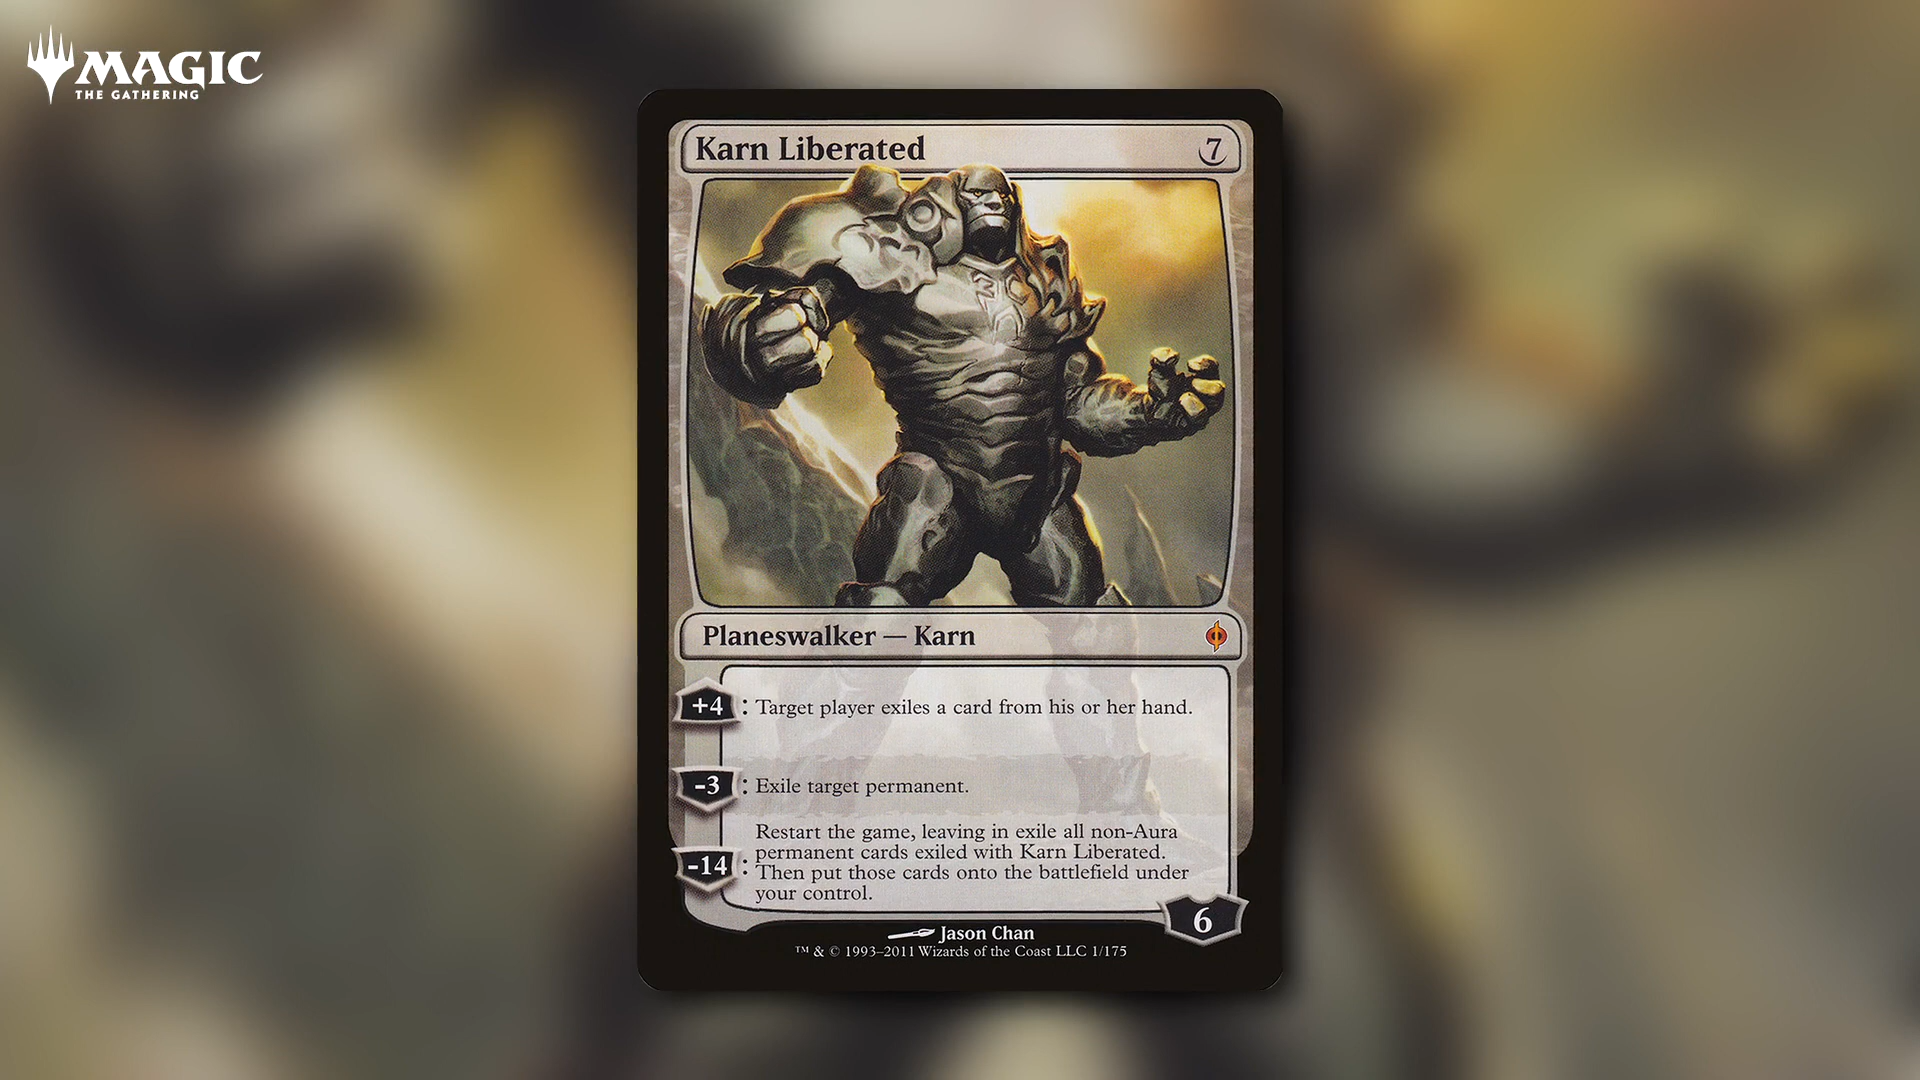 MAGIC
THE GATHERING
Karn Liberated 7
Planeswalker — Karn
+4 : Target player exiles a card from his or her hand.
-3 : Exile target permanent.
Restart the game, leaving in exile all non-Aura
permanent cards exiled with Karn Liberated.
-14 : Then put those cards onto the battlefield under
your control.
6
Jason Chan
™ & © 1993–2011 Wizards of the Coast LLC 1/175